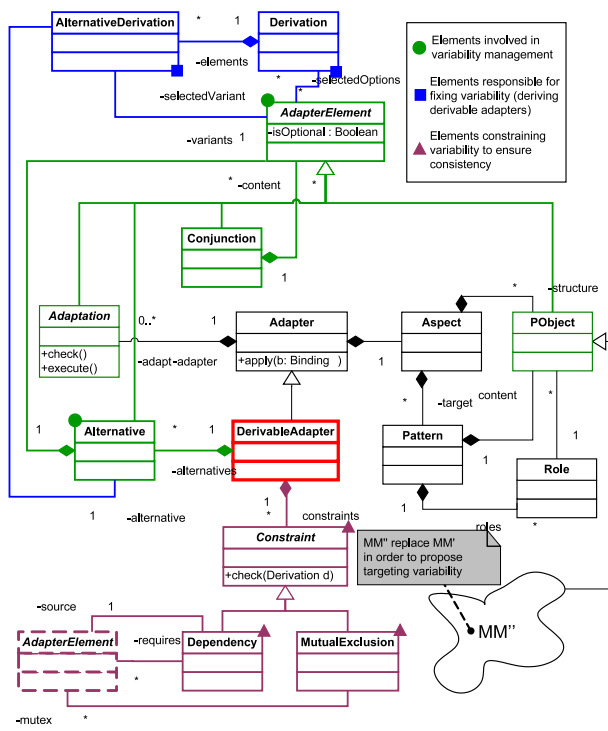 AlternativeDerivation
*
1
Derivation
-elements
*
*
-selectedOptions
-selectedVariant
*
AdapterElement
-isOptional : Boolean
-variants
1
*
-content
*
Elements involved in
variability management
Elements responsible for
fixing variability (deriving
derivable adapters)
Elements constraining
variability to ensure
consistency
Conjunction
1
*
-structure
Adaptation
+check()
+execute()
0..*
1
-adapt
-adapter
Adapter
+apply(b: Binding )
1
Aspect
PObject
*
-target
content
*
1
Alternative
*
1
-alternatives
DerivableAdapter
Pattern
1
1
1
Role
1
-alternative
1
*
constraints
roles
*
Constraint
+check(Derivation d)
MM'' replace MM'
in order to propose
targeting variability
MM''
-source
1
AdapterElement
-requires
*
Dependency
MutualExclusion
-mutex
*